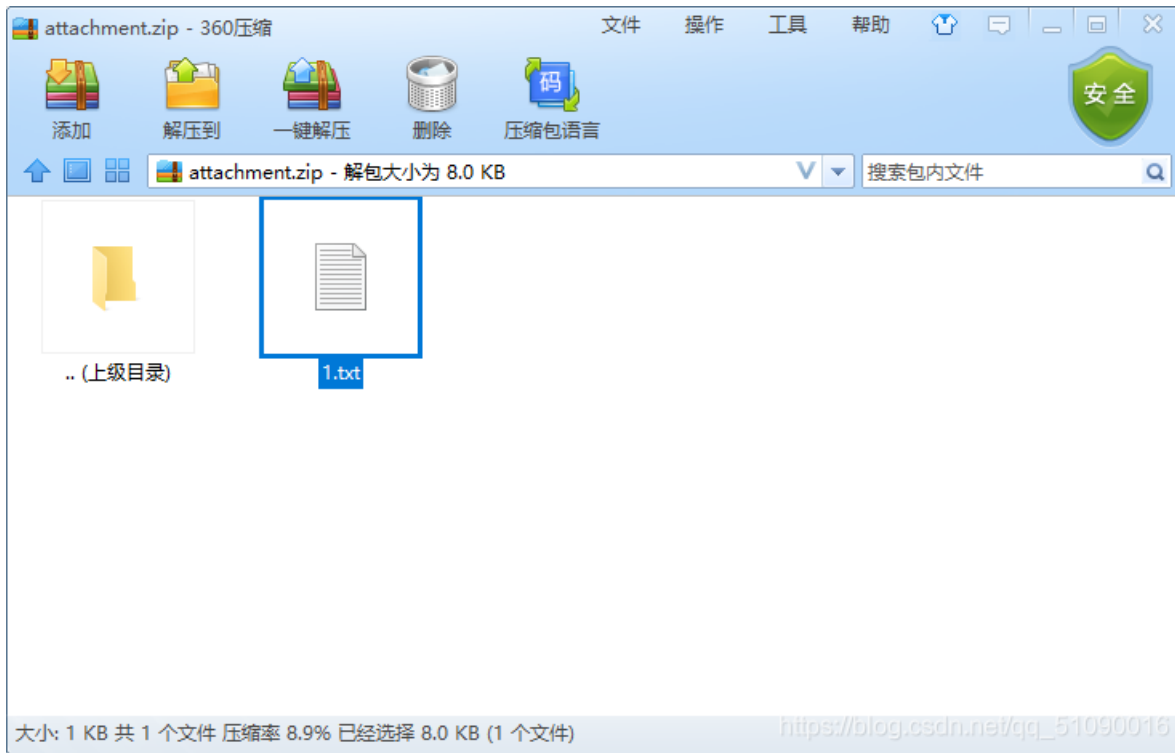 attachment.zip - 360压缩
文件 操作 工具 帮助
添加 解压到 一键解压 删除 压缩包语言
码
安全
attachment.zip - 解包大小为 8.0 KB
搜索包内文件
.. (上级目录) 1.txt
大小: 1 KB 共 1 个文件 压缩率 8.9% 已经选择 8.0 KB (1 个文件)
https://blog.csdn.net/qq_51090016